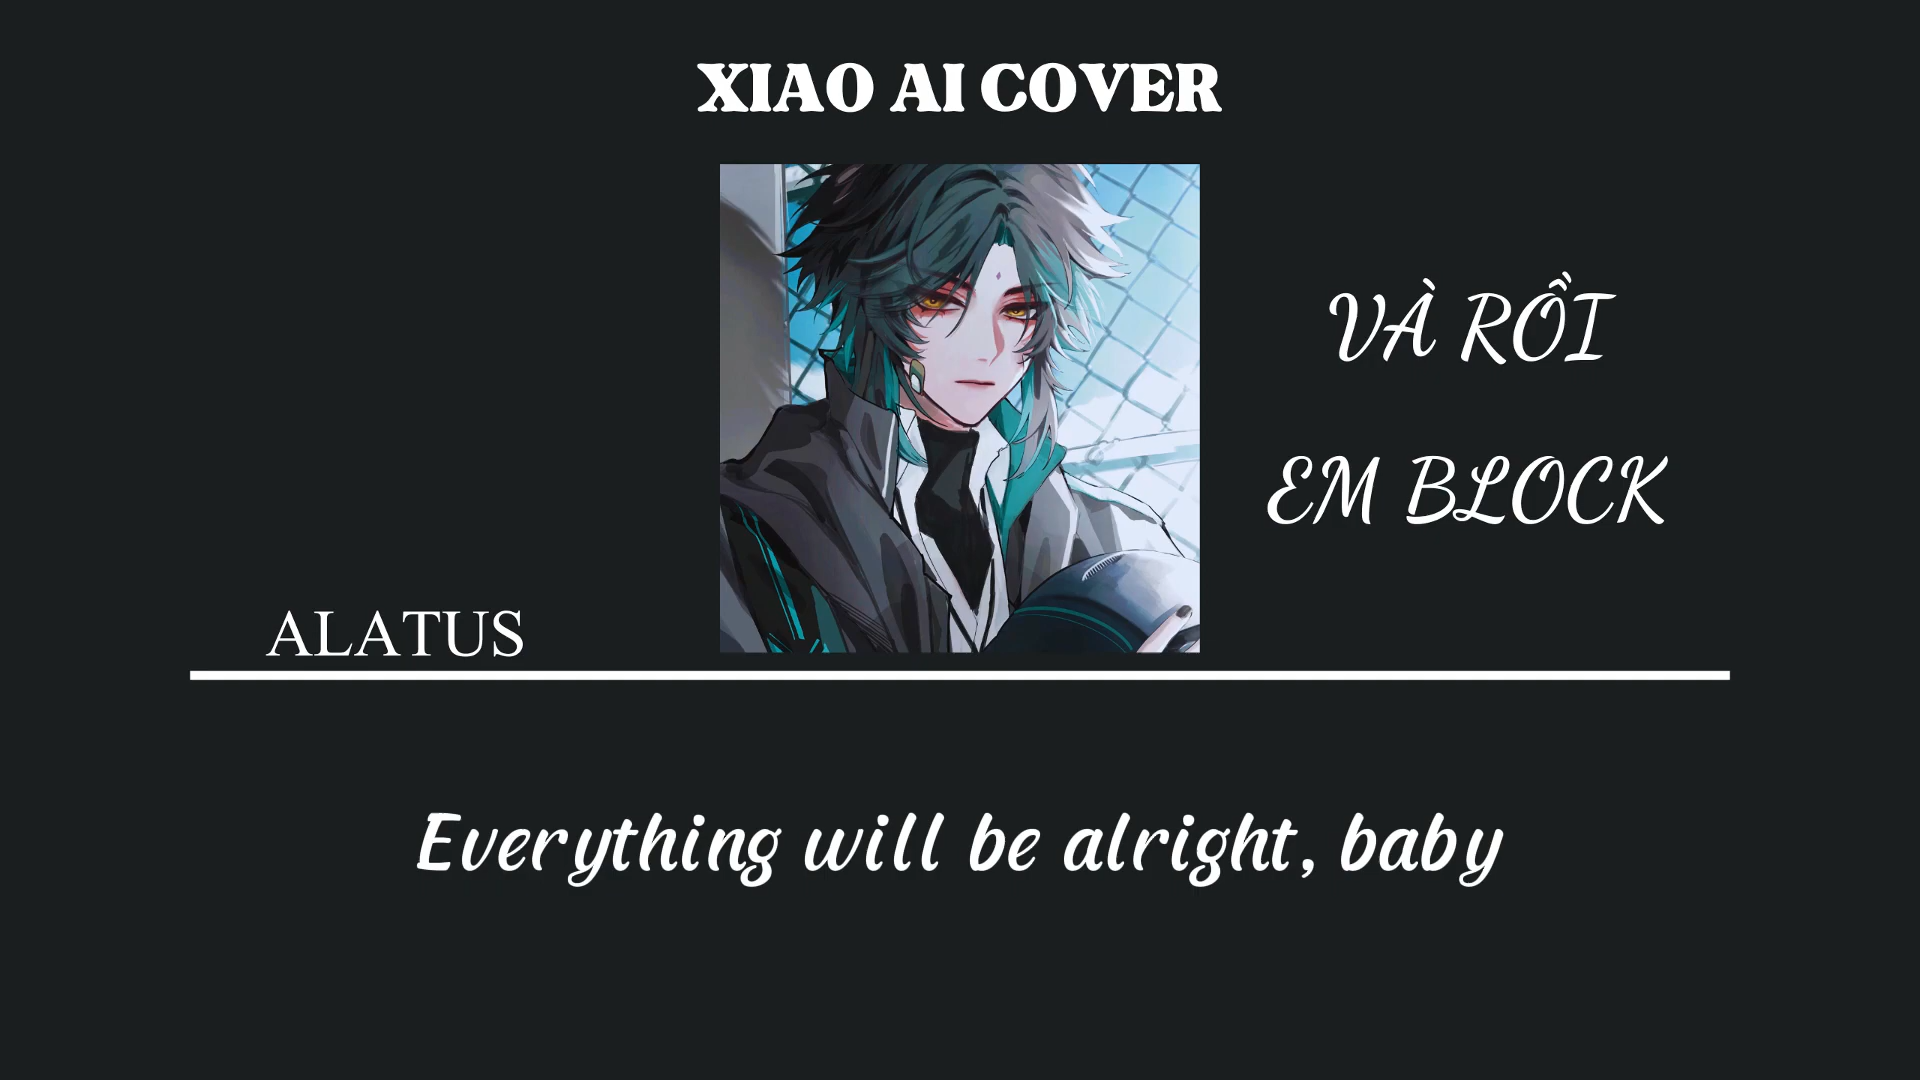 XIAO AI COVER
VÀ RỒI
EM BLOCK
ALATUS
Everything will be alright, baby